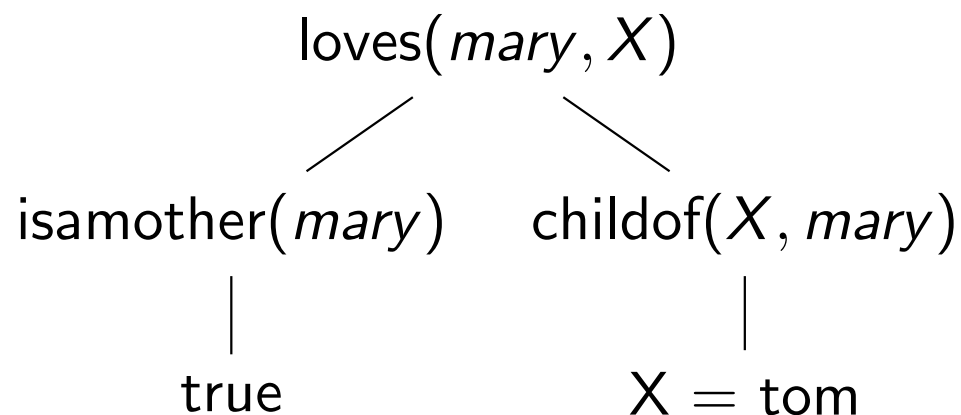 loves(mary, X)
isamother(mary) childof(X, mary)
true X = tom